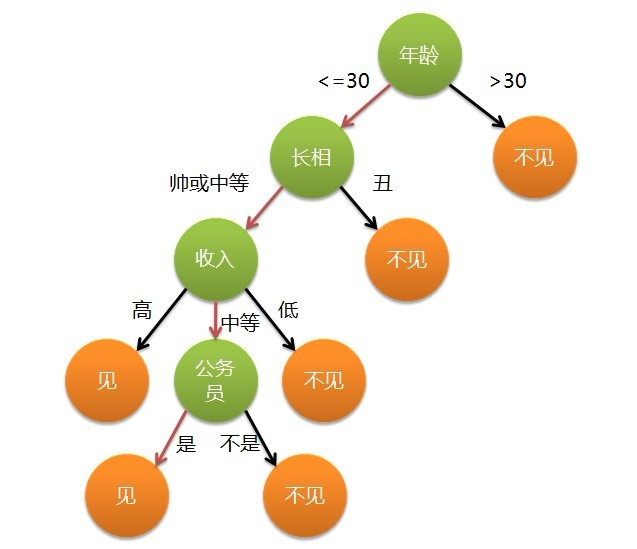 年龄
<=30
>30
长相
不见
帅或中等
丑
收入
不见
高
中等
低
见
公务
员
不见
是
不是
见
不见